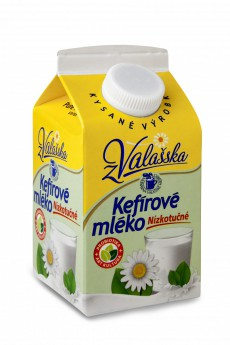 KYSANÉ VÝROBKY
z Valašska
Kefírové
mléko
Nízkotučné